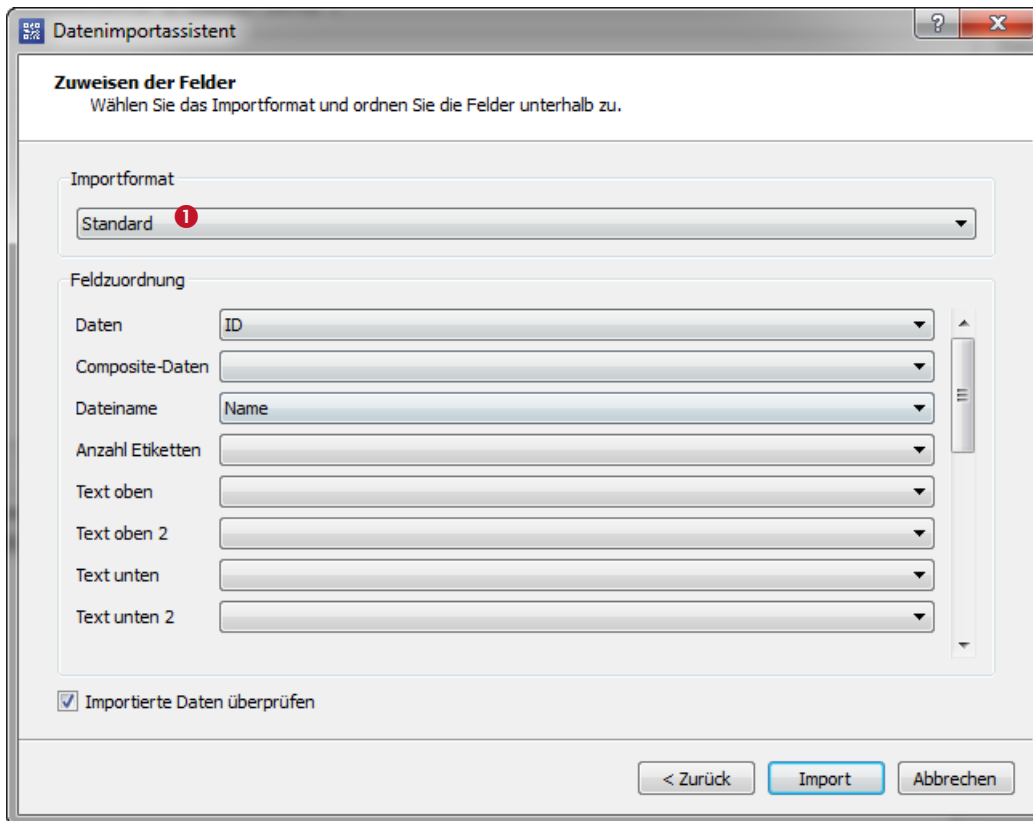 Datenimportassistent
?
X
Zuweisen der Felder
Wählen Sie das Importformat und ordnen Sie die Felder unterhalb zu.
Importformat
Standard 1
Feldzuordnung
Daten ID
Composite-Daten
Dateiname Name
Anzahl Etiketten
Text oben
Text oben 2
Text unten
Text unten 2
Importierte Daten überprüfen
< Zurück Import Abbrechen